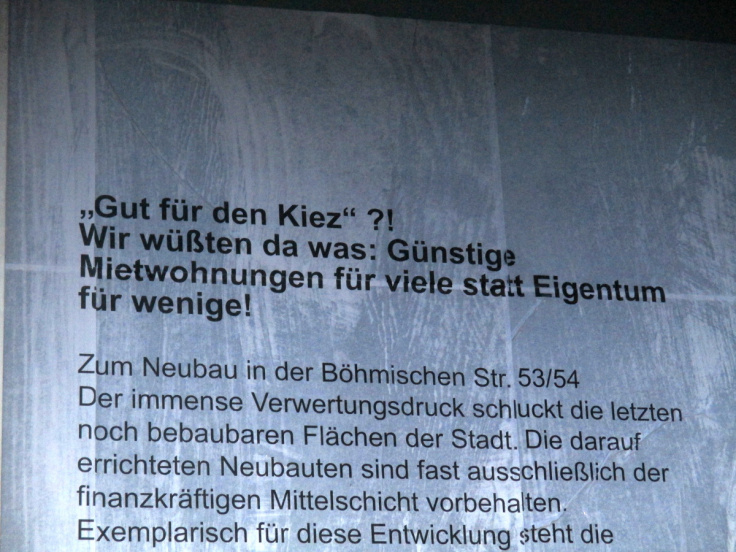 „Gut für den Kiez“ ?!
Wir wüßten da was: Günstige
Mietwohnungen für viele statt Eigentum
für wenige!
Zum Neubau in der Böhmischen Str. 53/54
Der immense Verwertungsdruck schluckt die letzten
noch bebaubaren Flächen der Stadt. Die darauf
errichteten Neubauten sind fast ausschließlich der
finanzkräftigen Mittelschicht vorbehalten.
Exemplarisch für diese Entwicklung steht die